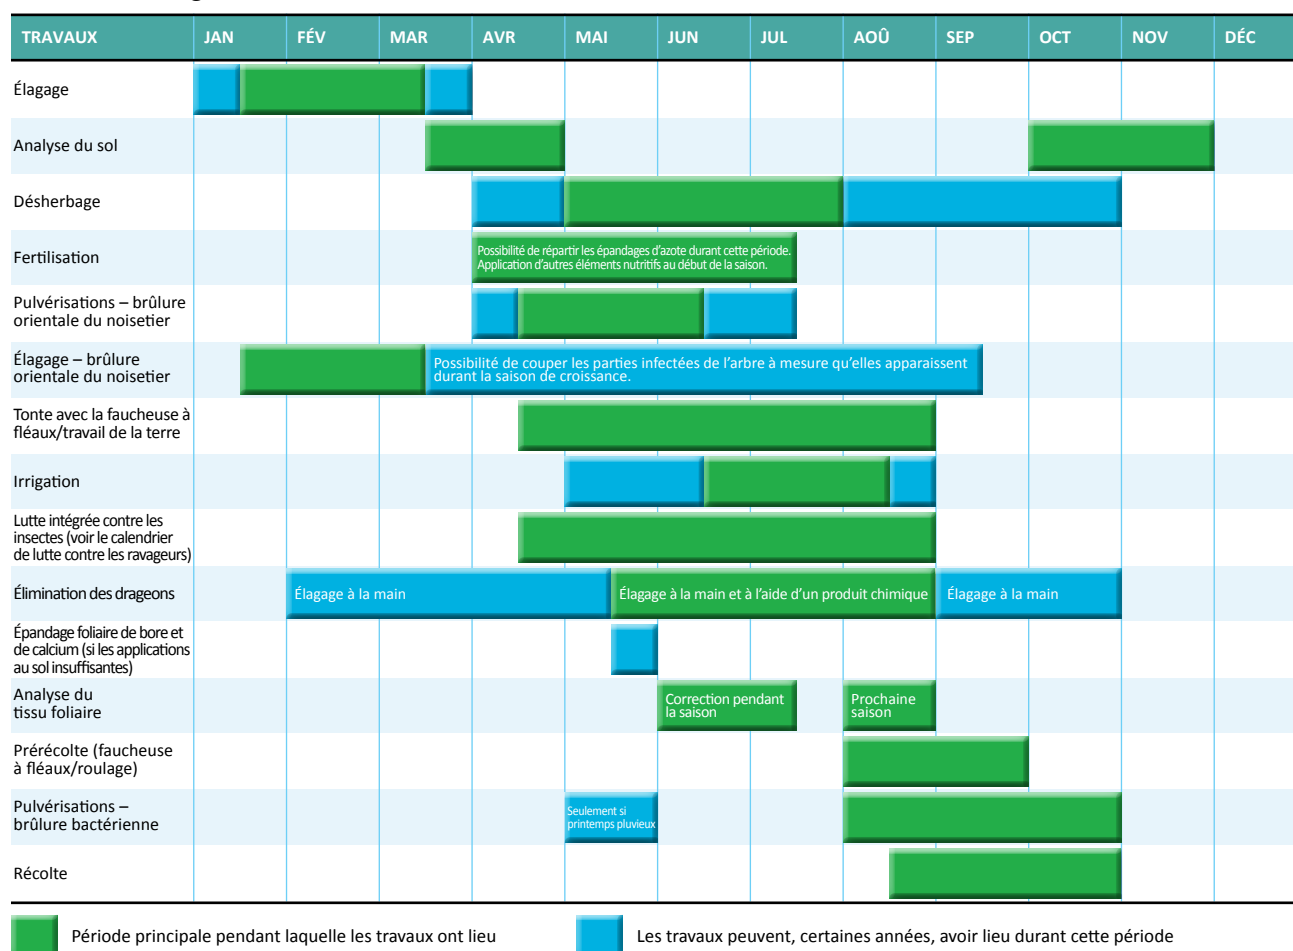 TRAVAUX JAN FÉV MAR AVR MAI JUN JUL AOÛ SEP OCT NOV DÉC
Élagage
Analyse du sol
Désherbage
Fertilisation
Possibilité de répartir les épandages d'azote durant cette période.
Application d'autres éléments nutritifs au début de la saison.
Pulvérisations – brûlure
orientale du noisetier
Élagage – brûlure
orientale du noisetier
Possibilité de couper les parties infectées de l'arbre à mesure qu'elles apparaissent
durant la saison de croissance.
Tonte avec la faucheuse à
fléaux/travail de la terre
Irrigation
Lutte intégrée contre les
insectes (voir le calendrier
de lutte contre les ravageurs)
Élimination des drageons
Élagage à la main
Élagage à la main et à l'aide d'un produit chimique
Élagage à la main
Épandage foliaire de bore et
de calcium (si les applications
au sol insuffisantes)
Analyse du
tissu foliaire
Correction pendant
la saison
Prochaine
saison
Prérécolte (faucheuse
à fléaux/roulage)
Pulvérisations –
brûlure bactérienne
Seulement si
printemps pluvieux
Récolte
Période principale pendant laquelle les travaux ont lieu
Les travaux peuvent, certaines années, avoir lieu durant cette période